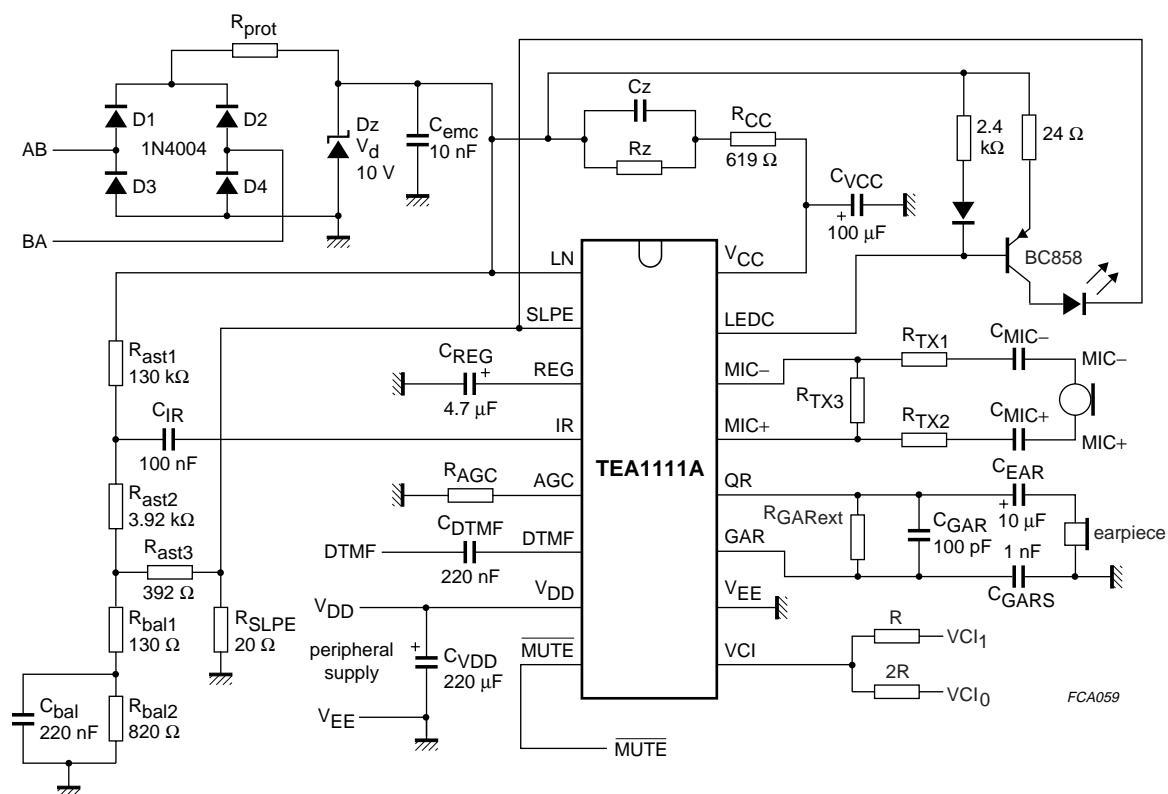 Rprot
D1
D2
1N4004
AB
D3
D4
BA
Dz
Vd
10 V
Cemc
10 nF
Cz
Rz
RCC
619 Ω
2.4
kΩ
24 Ω
CVCC
+
100 µF
BC858
LN
VCC
SLPE
LEDC
Rast1
130 kΩ
CREG
+
4.7 µF
REG
MIC−
RTX1
CMIC−
MIC−
RTX3
CIR
100 nF
IR
MIC+
RTX2
CMIC+
MIC+
TEA1111A
Rast2
3.92 kΩ
RAGC
AGC
QR
CEAR
+
10 µF
RGARext
CGAR
100 pF
earpiece
DTMF
CDTMF
220 nF
DTMF
GAR
1 nF
CGARS
Rast3
392 Ω
VDD
VDD
VEE
Rbal1
130 Ω
RSLPE
20 Ω
peripheral
supply
+
CVDD
220 µF
MUTE
VCI
R
VCI1
2R
VCI0
Cbal
220 nF
Rbal2
820 Ω
VEE
MUTE
FCA059